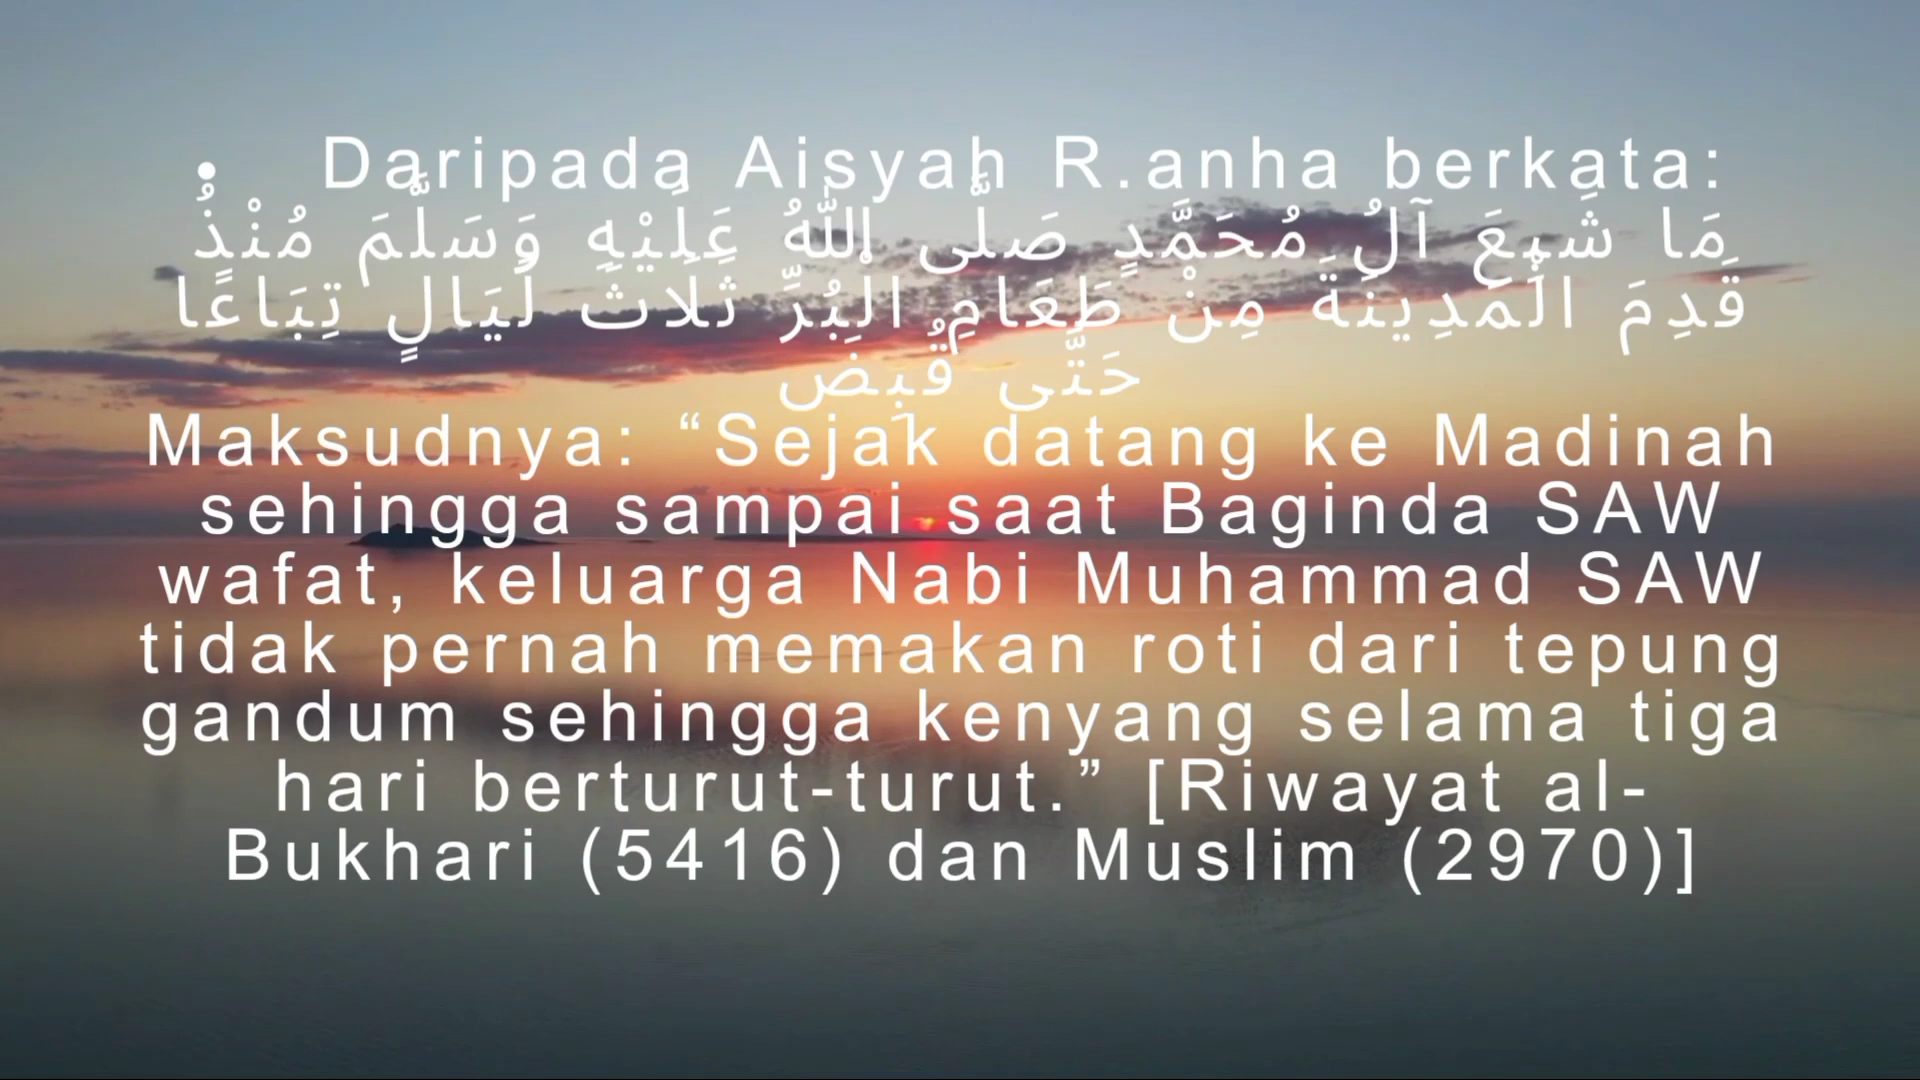 • Daripada Aisyah R.anha berkata:
مَا شَبِعَ آلُ مُحَمَّدٍ صَلَّى اللَّهُ عَلَيْهِ وَسَلَّمَ مُنْذُ
قَدِمَ الْمَدِينَةَ مِنْ طَعَامِ الْبُرِّ ثَلَاثَ لَيَالٍ تِبَاعًا
حَتَّى قُبِضَ
Maksudnya: “Sejak datang ke Madinah
sehingga sampai saat Baginda SAW
wafat, keluarga Nabi Muhammad SAW
tidak pernah memakan roti dari tepung
gandum sehingga kenyang selama tiga
hari berturut-turut.” [Riwayat al-
Bukhari (5416) dan Muslim (2970)]